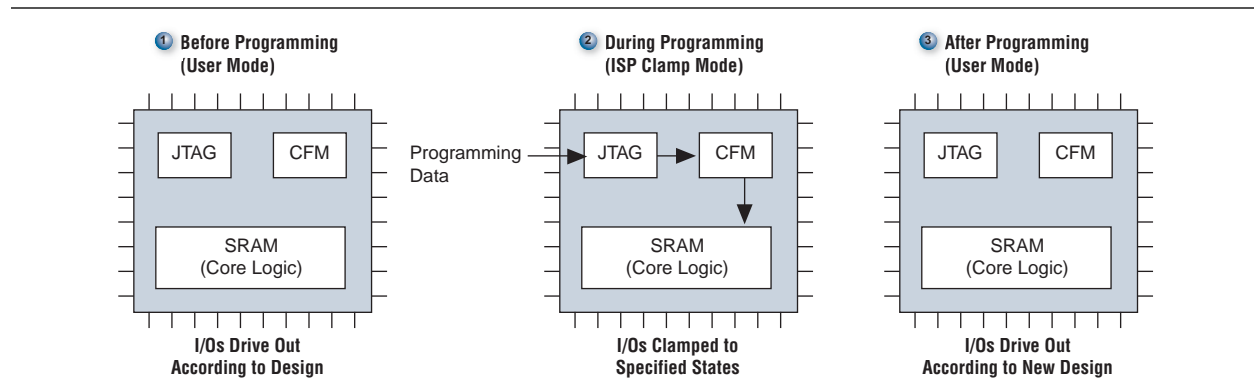 1 Before Programming
(User Mode)
JTAG
CFM
SRAM
(Core Logic)
I/Os Drive Out
According to Design
2 During Programming
(ISP Clamp Mode)
Programming
Data
JTAG
CFM
SRAM
(Core Logic)
I/Os Clamped to
Specified States
3 After Programming
(User Mode)
JTAG
CFM
SRAM
(Core Logic)
I/Os Drive Out
According to New Design